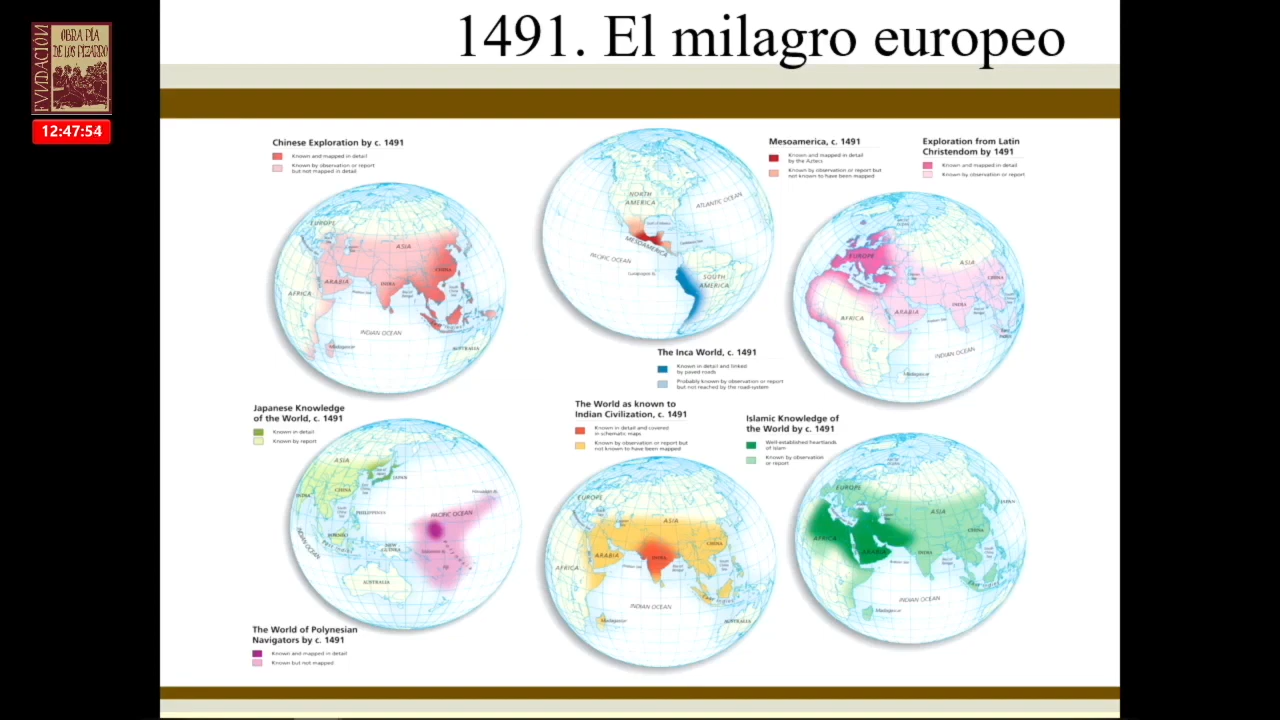 FUNDACIÓN
OBRA PÍA
DE LOS PIZARRO
12:47:54
1491. El milagro europeo
Chinese Exploration by c. 1491
Known and mapped in detail
Known by observation or report
but not mapped in detail
EUROPE
ASIA
CHINA
ARABIA
INDIA
AFRICA
INDIAN OCEAN
Madagascar
AUSTRALIA
Mesoamerica, c. 1491
Known and mapped in detail
by the Aztecs
Known by observation or report but
not known to have been mapped
NORTH
AMERICA
ATLANTIC OCEAN
MESOAMERICA
PACIFIC OCEAN
SOUTH
AMERICA
The Inca World, c. 1491
Known in detail and linked
by paved roads
Probably known by observation or report
but not reached by the road-system
Exploration from Latin
Christendom by 1491
Known and mapped in detail
Known by observation or report
EUROPE
ASIA
CHINA
INDIA
ARABIA
AFRICA
INDIAN OCEAN
Madagascar
Japanese Knowledge
of the World, c. 1491
Known in detail
Known by report
ASIA
JAPAN
CHINA
INDIA
PHILIPPINES
PACIFIC OCEAN
BORNEO
NEW
GUINEA
INDIAN OCEAN
AUSTRALIA
The World of Polynesian
Navigators by c. 1491
Known and mapped in detail
Known but not mapped
The World as known to
Indian Civilization, c. 1491
Known in detail and covered
in schematic maps
Known by observation or report but
not known to have been mapped
EUROPE
ASIA
CHINA
ARABIA
INDIA
AFRICA
INDIAN OCEAN
Madagascar
AUSTRALIA
Islamic Knowledge of
the World by c. 1491
Well-established heartlands
of Islam
Known by observation
or report
EUROPE
JAPAN
ASIA
CHINA
AFRICA
ARABIA
INDIA
INDIAN OCEAN
Madagascar